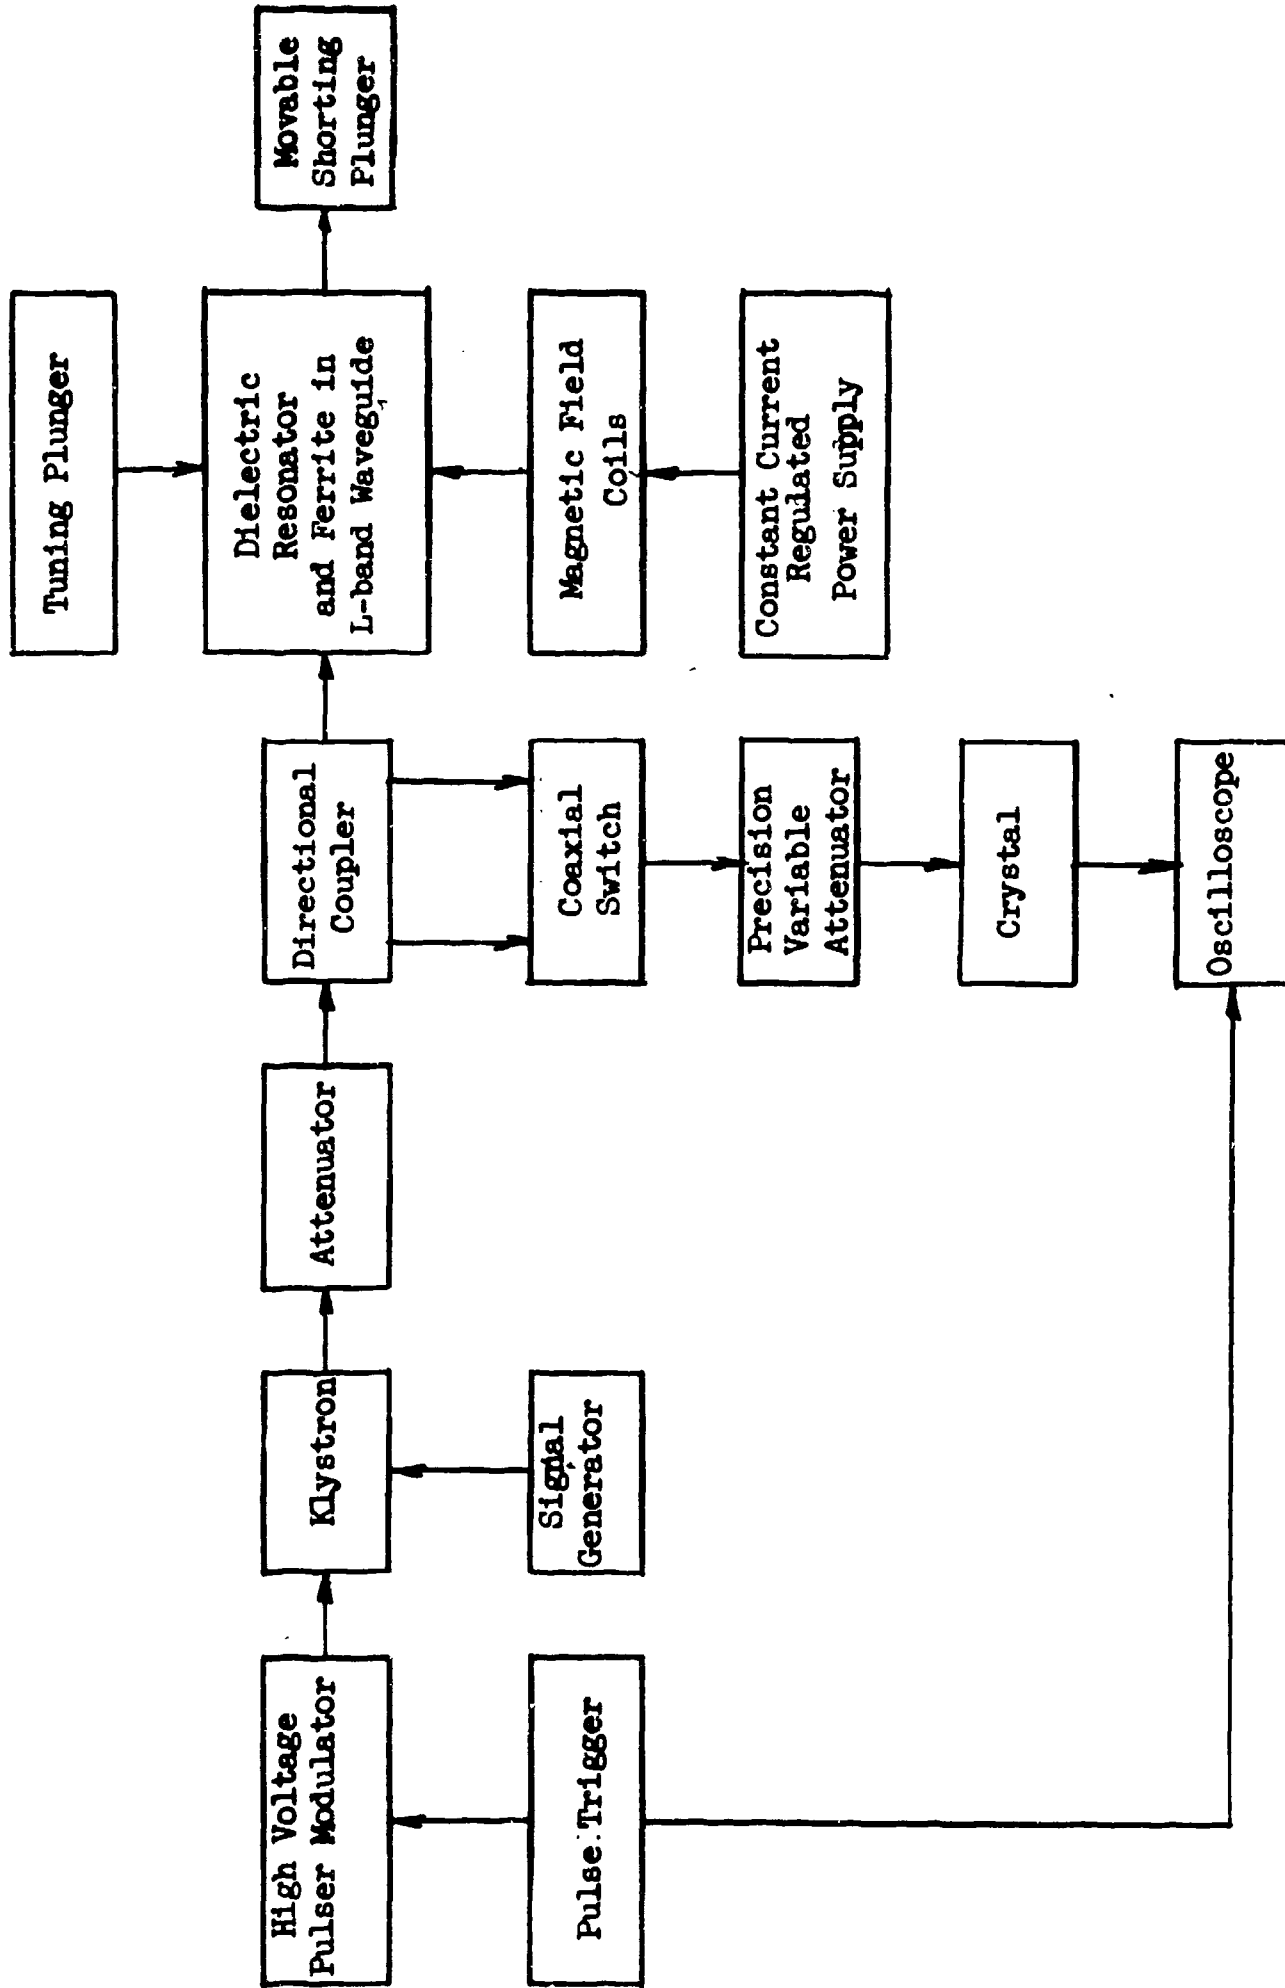 Tuning Plunger
High Voltage
Pulser Modulator
Klystron
Attenuator
Directional
Coupler
Dielectric
Resonator
and Ferrite in
L-band Waveguide
Movable
Shorting
Plunger
Pulse Trigger
Signal
Generator
Coaxial
Switch
Magnetic Field
Coils
Precision
Variable
Attenuator
Constant Current
Regulated
Power Supply
Crystal
Oscilloscope